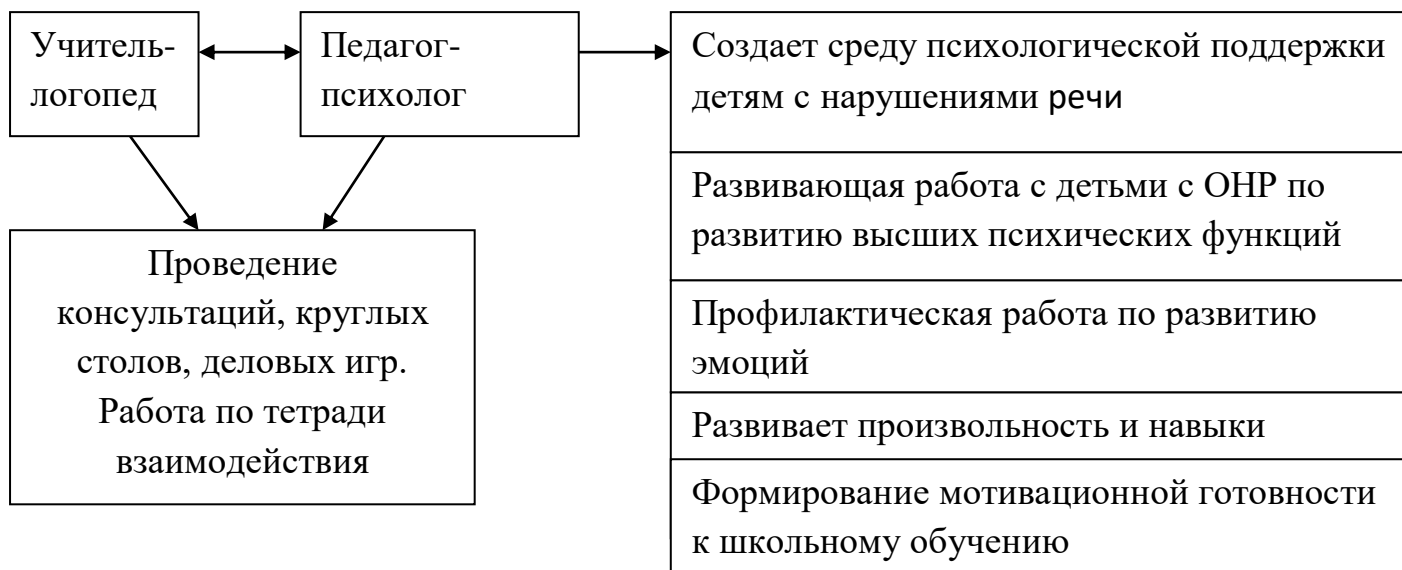 Учитель-
логопед
Педагог-
психолог
Создает среду психологической поддержки
детям с нарушениями речи
Развивающая работа с детьми с ОНР по
развитию высших психических функций
Профилактическая работа по развитию
эмоций
Развивает произвольность и навыки
Формирование мотивационной готовности
к школьному обучению
Проведение
консультаций, круглых
столов, деловых игр.
Работа по тетради
взаимодействия